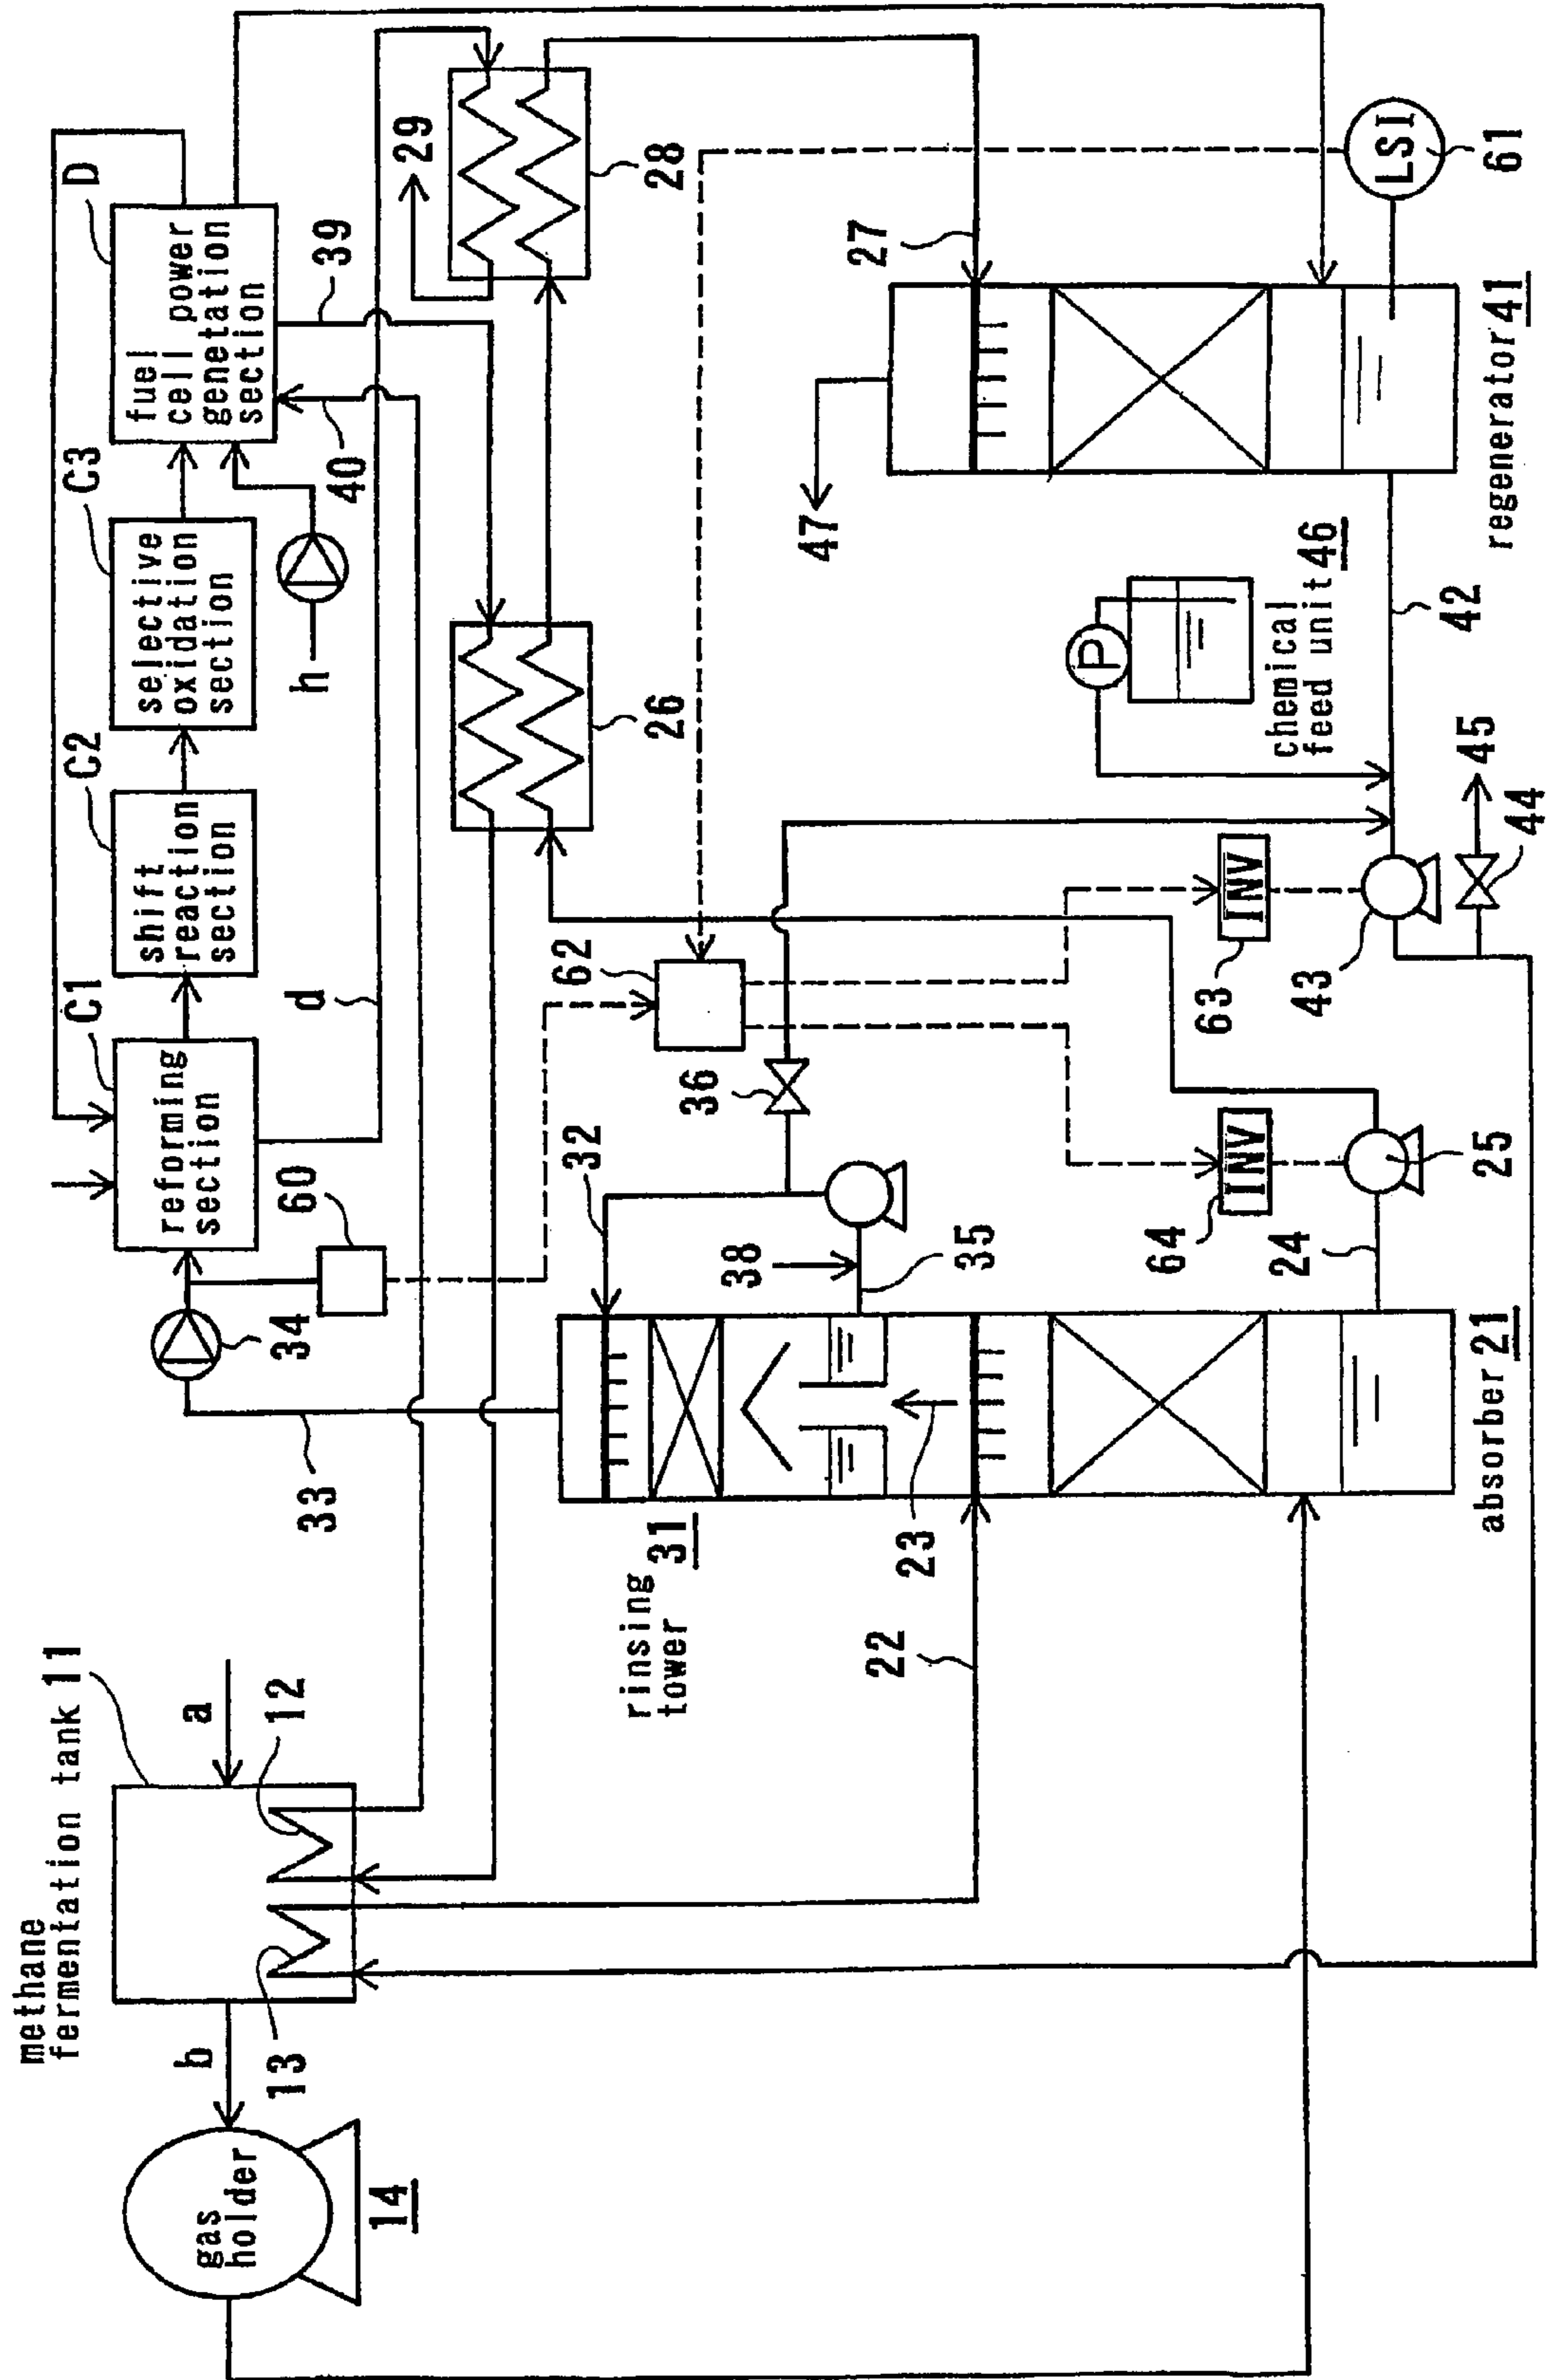 methane
fermentation tank 11
a
12
13
b
gas
holder
14
C1
reforming
section
C2
shift
reaction
section
C3
selective
oxidation
section
D
fuel
cell power
genetation
section
h
40
39
29
28
26
d
60
34
33
32
36
62
38
35
rinsing
tower
31
23
22
absorber 21
24
25
64
INV
63
INV
43
44
45
42
chemical
feed unit 46
P
47
27
regenerator 41
LSI
61